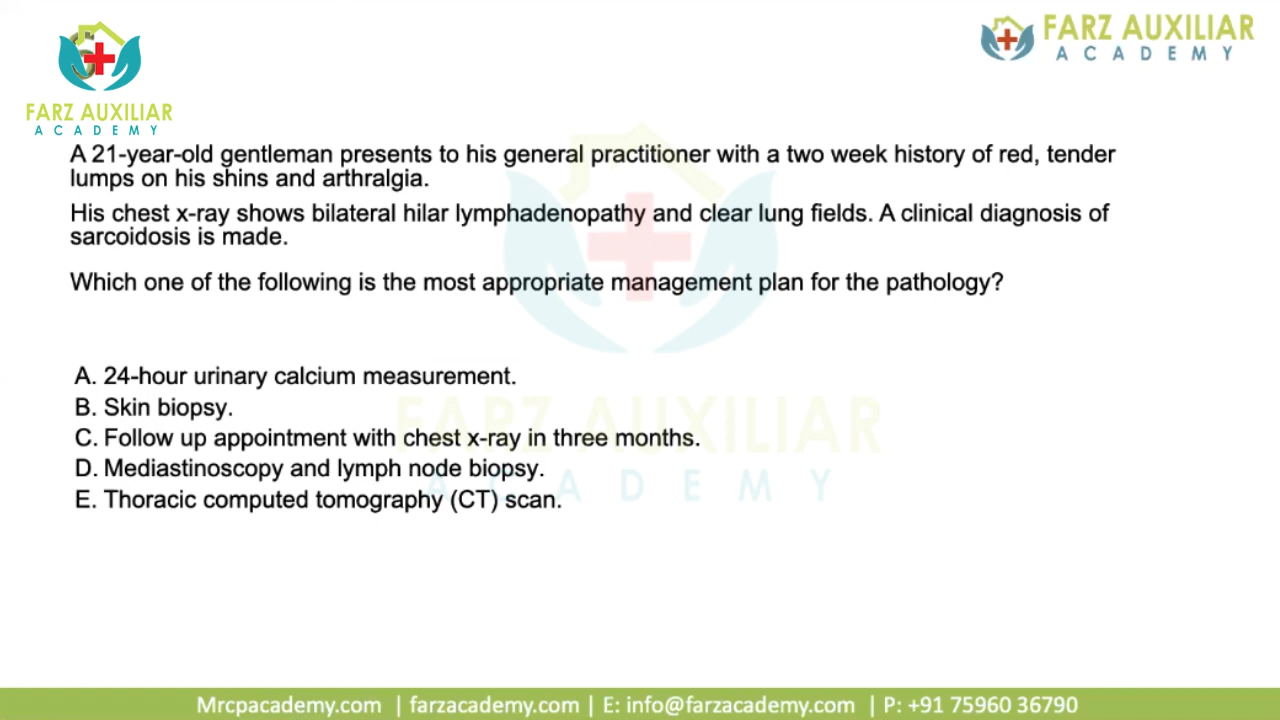 FARZ AUXILIAR
ACADEMY
FARZ AUXILIAR
ACADEMY
A 21-year-old gentleman presents to his general practitioner with a two week history of red, tender
lumps on his shins and arthralgia.
His chest x-ray shows bilateral hilar lymphadenopathy and clear lung fields. A clinical diagnosis of
sarcoidosis is made.
Which one of the following is the most appropriate management plan for the pathology?
A. 24-hour urinary calcium measurement.
B. Skin biopsy.
C. Follow up appointment with chest x-ray in three months.
D. Mediastinoscopy and lymph node biopsy.
E. Thoracic computed tomography (CT) scan.
FARZ AUXILIAR
ACADEMY
Mrcpacademy.com | farzacademy.com | E: info@farzacademy.com | P: +91 75960 36790